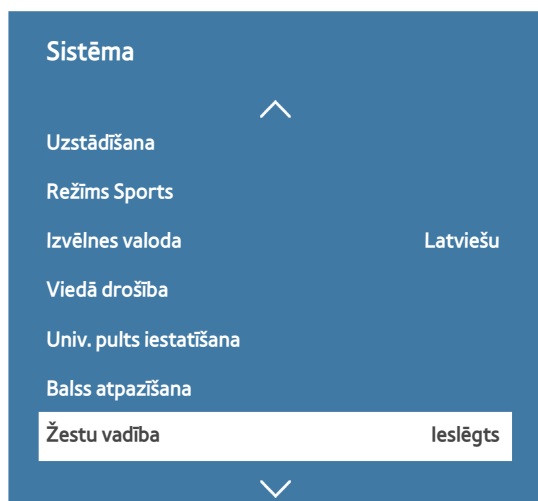 Sistēma
Uzstādīšana
Režīms Sports
Izvēlnes valoda Latviešu
Viedā drošība
Univ. pults iestatīšana
Balss atpazīšana
Žestu vadība Ieslēgts